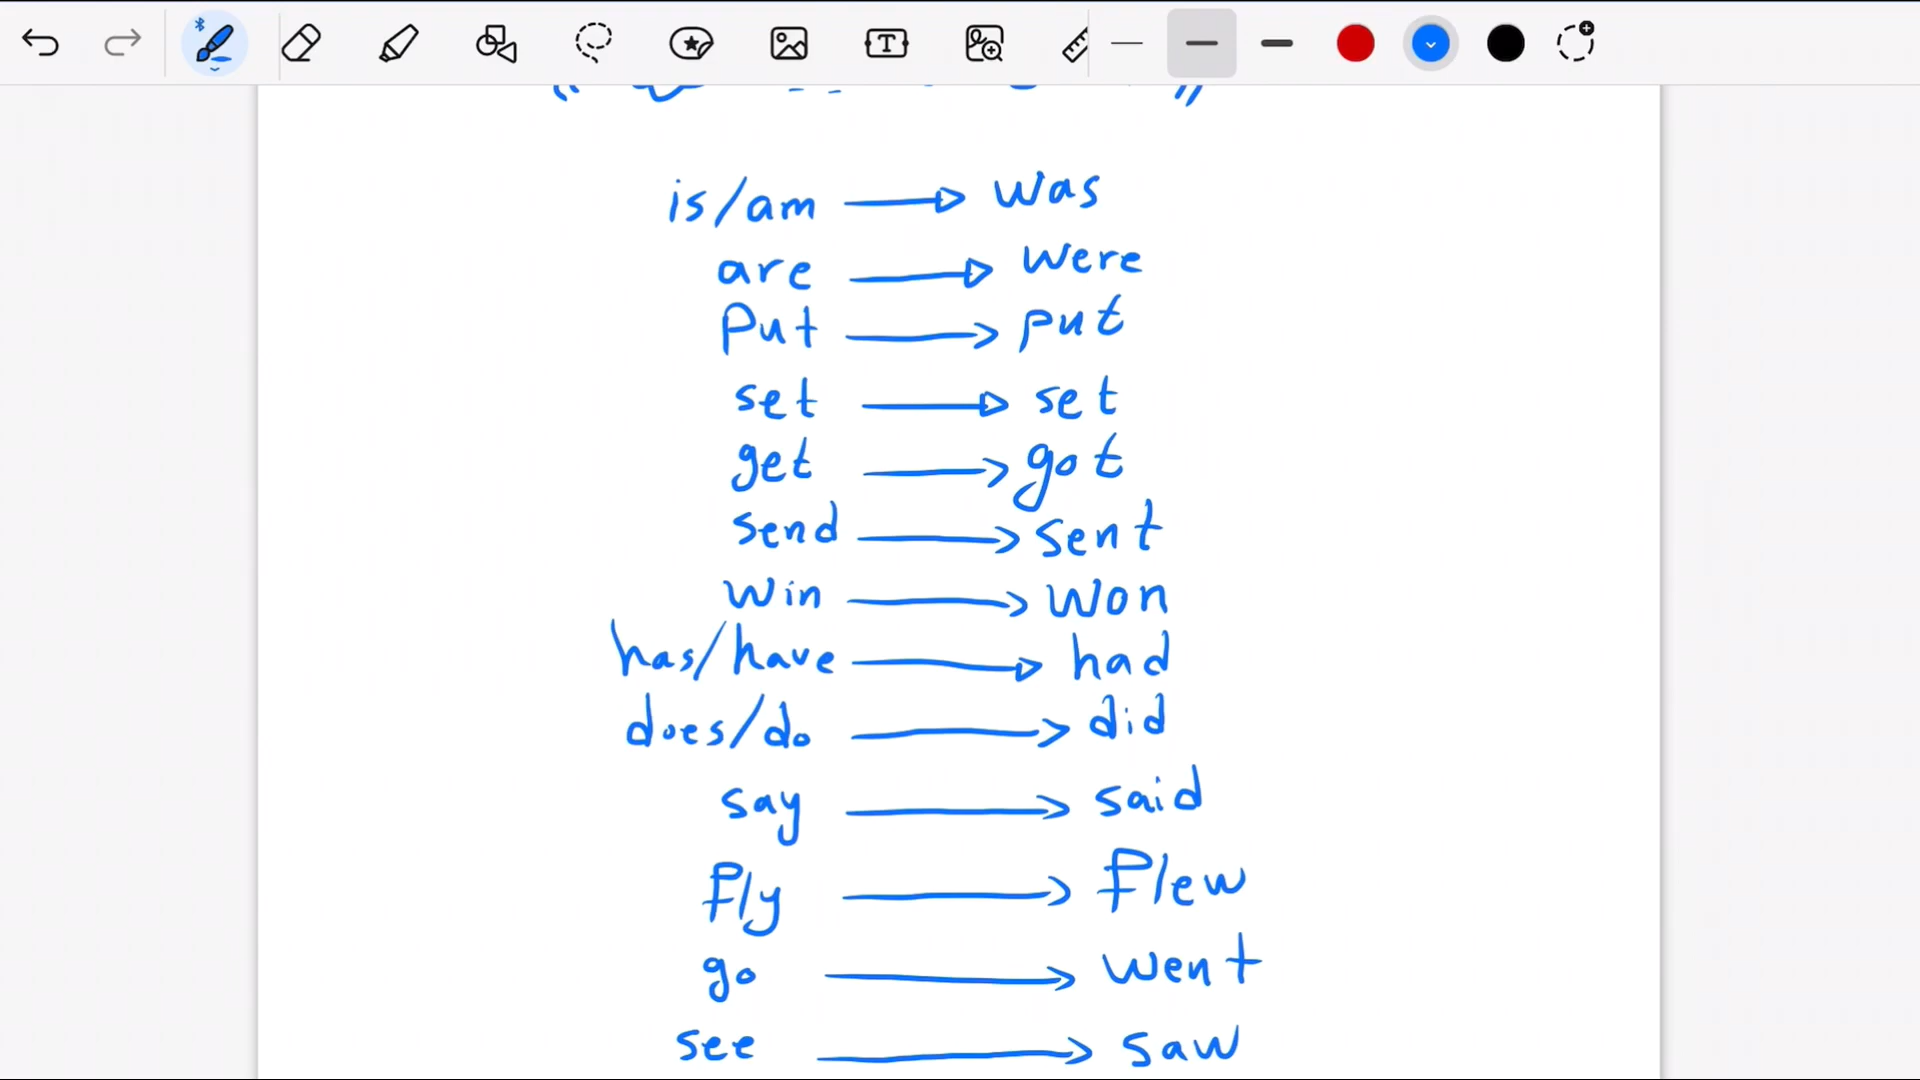 is/am → was
are → were
Put → put
set → set
get → got
send → sent
win → won
has/have → had
does/do → did
say → said
Fly → Flew
go → went
see → saw